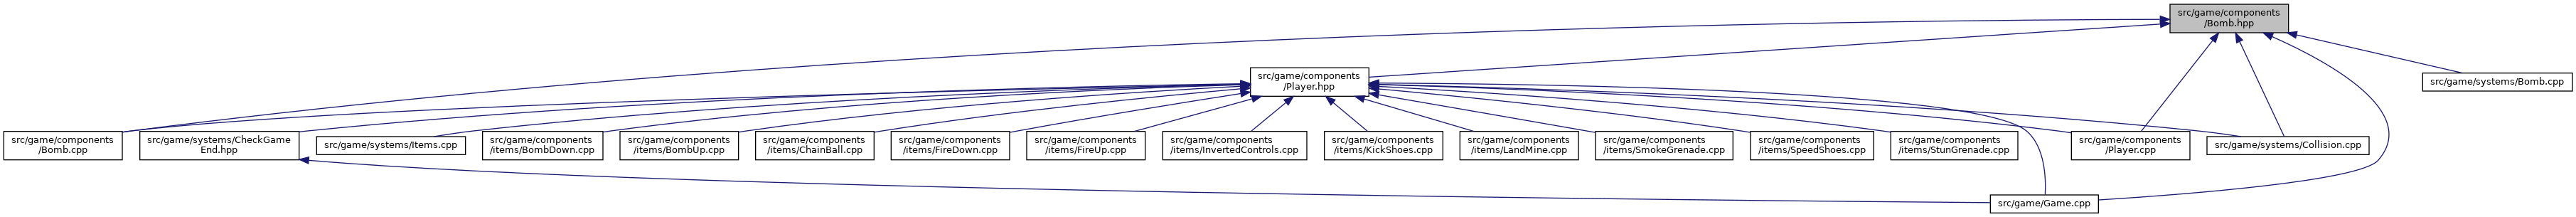 src/game/components
/Bomb.hpp
src/game/components
/Player.hpp
src/game/systems/Bomb.cpp
src/game/components
/Bomb.cpp
src/game/systems/CheckGame
End.hpp
src/game/systems/Items.cpp
src/game/components
/items/BombDown.cpp
src/game/components
/items/BombUp.cpp
src/game/components
/items/ChainBall.cpp
src/game/components
/items/FireDown.cpp
src/game/components
/items/FireUp.cpp
src/game/components
/items/InvertedControls.cpp
src/game/components
/items/KickShoes.cpp
src/game/components
/items/LandMine.cpp
src/game/components
/items/SmokeGrenade.cpp
src/game/components
/items/SpeedShoes.cpp
src/game/components
/items/StunGrenade.cpp
src/game/components
/Player.cpp
src/game/systems/Collision.cpp
src/game/Game.cpp